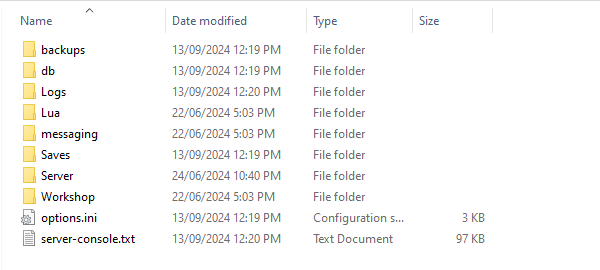 Name Date modified Type Size
backups 13/09/2024 12:19 PM File folder
db 13/09/2024 12:19 PM File folder
Logs 13/09/2024 12:20 PM File folder
Lua 22/06/2024 5:03 PM File folder
messaging 22/06/2024 5:03 PM File folder
Saves 13/09/2024 12:19 PM File folder
Server 24/06/2024 10:40 PM File folder
Workshop 22/06/2024 5:03 PM File folder
options.ini 13/09/2024 12:19 PM Configuration s... 3 KB
server-console.txt 13/09/2024 12:20 PM Text Document 97 KB